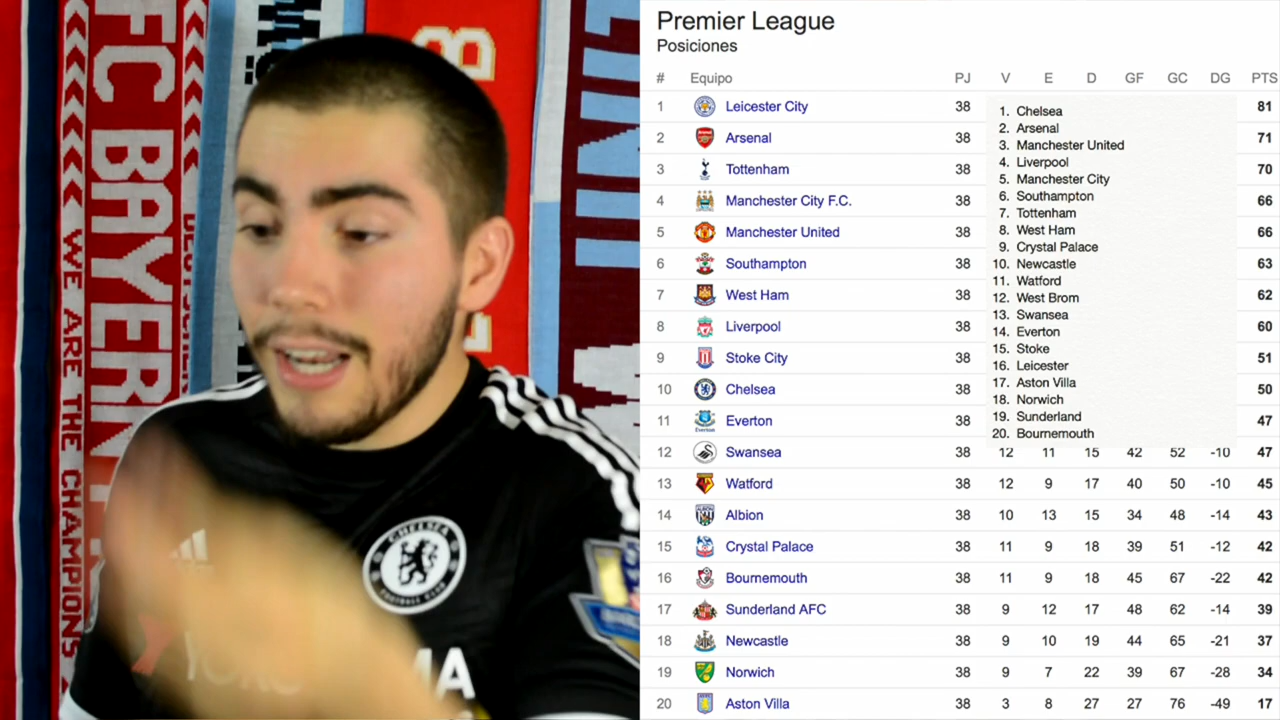 FC BAYERN
WE ARE THE CHAMPIONS
CHELSEA
FOOTBALL CLUB
Premier League
Posiciones
# Equipo PJ V E D GF GC DG PTS
1 Leicester City 38 81
2 Arsenal 38 71
3 Tottenham 38 70
4 Manchester City F.C. 38 66
5 Manchester United 38 66
6 Southampton 38 63
7 West Ham 38 62
8 Liverpool 38 60
9 Stoke City 38 51
10 Chelsea 38 50
11 Everton 38 47
12 Swansea 38 12 11 15 42 52 -10 47
13 Watford 38 12 9 17 40 50 -10 45
14 Albion 38 10 13 15 34 48 -14 43
15 Crystal Palace 38 11 9 18 39 51 -12 42
16 Bournemouth 38 11 9 18 45 67 -22 42
17 Sunderland AFC 38 9 12 17 48 62 -14 39
18 Newcastle 38 9 10 19 44 65 -21 37
19 Norwich 38 9 7 22 39 67 -28 34
20 Aston Villa 38 3 8 27 27 76 -49 17
1. Chelsea
2. Arsenal
3. Manchester United
4. Liverpool
5. Manchester City
6. Southampton
7. Tottenham
8. West Ham
9. Crystal Palace
10. Newcastle
11. Watford
12. West Brom
13. Swansea
14. Everton
15. Stoke
16. Leicester
17. Aston Villa
18. Norwich
19. Sunderland
20. Bournemouth